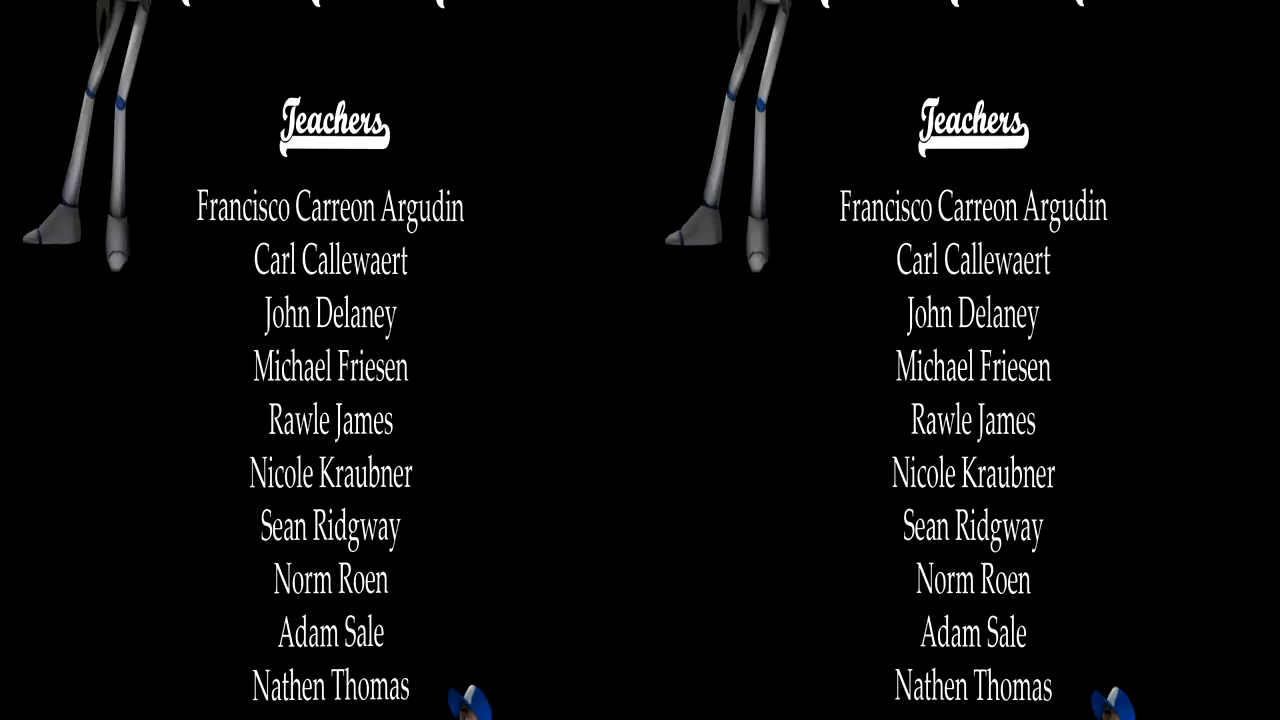 Teachers
Francisco Carreon Argudin
Carl Callewaert
John Delaney
Michael Friesen
Rawle James
Nicole Kraubner
Sean Ridgway
Norm Roen
Adam Sale
Nathen Thomas
Teachers
Francisco Carreon Argudin
Carl Callewaert
John Delaney
Michael Friesen
Rawle James
Nicole Kraubner
Sean Ridgway
Norm Roen
Adam Sale
Nathen Thomas